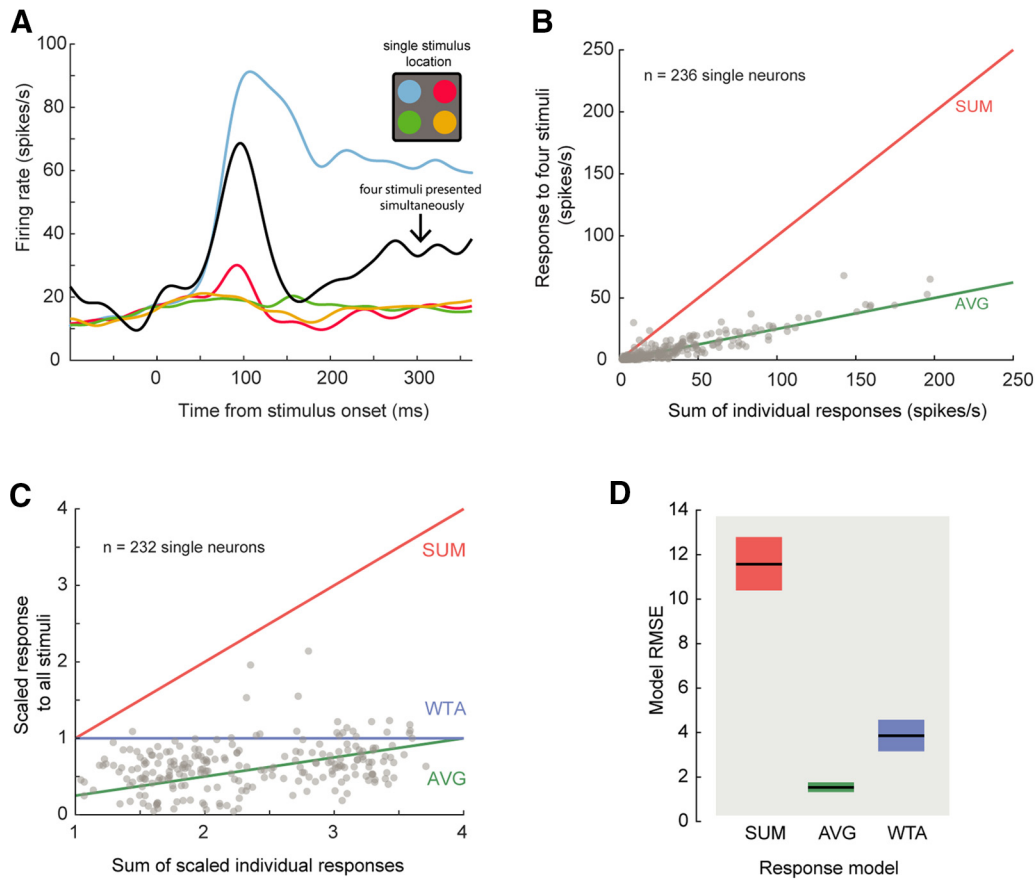 A
Firing rate (spikes/s)
100
80
60
40
20
0
0
100
200
300
Time from stimulus onset (ms)
single stimulus
location
four stimuli presented
simultaneously
B
Response to four stimuli
(spikes/s)
250
200
150
100
50
0
0
50
100
150
200
250
Sum of individual responses (spikes/s)
n = 236 single neurons
SUM
AVG
C
Scaled response
to all stimuli
4
3
2
1
0
1
2
3
4
Sum of scaled individual responses
n = 232 single neurons
SUM
WTA
AVG
D
Model RMSE
14
12
10
8
6
4
2
0
SUM
AVG
WTA
Response model